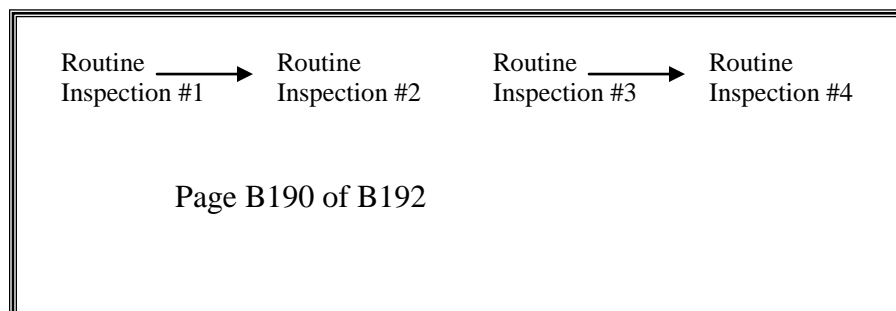 Routine Routine Routine Routine
Inspection #1 Inspection #2 Inspection #3 Inspection #4
Page B190 of B192